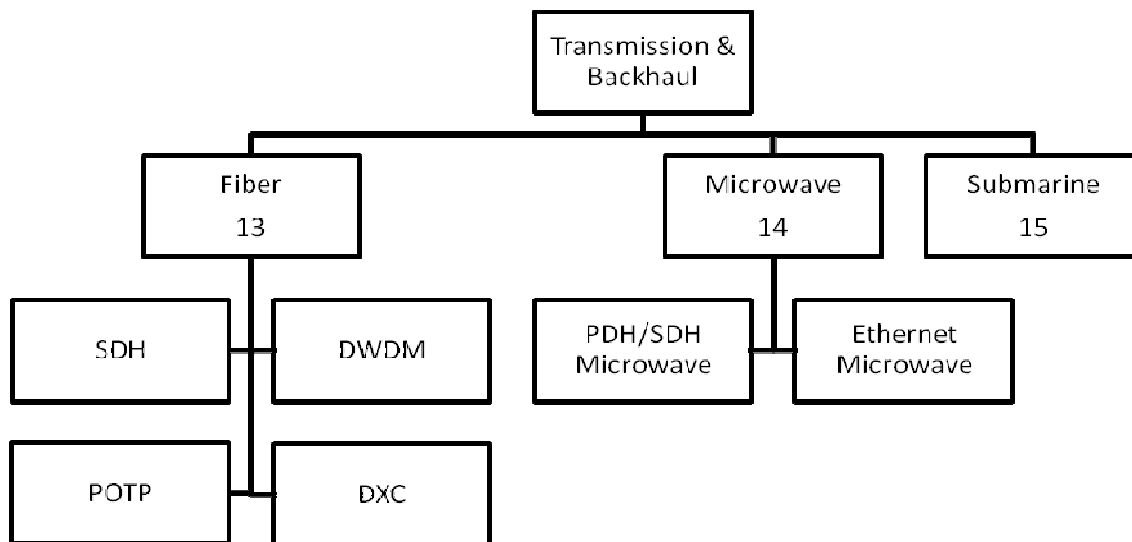 Transmission &
Backhaul
Fiber
13
Microwave
14
Submarine
15
SDH
DWDM
PDH/SDH
Microwave
Ethernet
Microwave
POTP
DXC